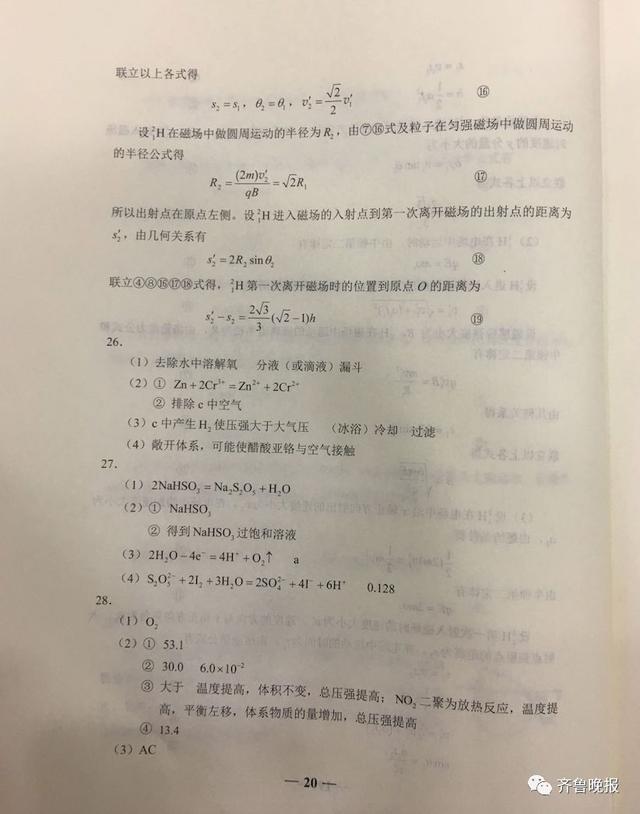 联立以上各式得
s₂ = s₁，θ₂ = θ₁，v₂′ = (√2/2)v₁′ ⑯
设²₁H在磁场中做圆周运动的半径为R₂，由⑦⑯式及粒子在匀强磁场中做圆周运动
的半径公式得
R₂ = (2m)v₂′/qB = √2R₁ ⑰
所以出射点在原点左侧。设²₁H进入磁场的入射点到第一次离开磁场的出射点的距离为
s₂′，由几何关系有
s₂′ = 2R₂ sin θ₂ ⑱
联立④⑧⑯⑰⑱式得，²₁H第一次离开磁场时的位置到原点O的距离为
s₂′ − s₂ = (2√3/3)(√2−1)h ⑲
26.
（1）去除水中溶解氧 分液（或滴液）漏斗
（2）① Zn + 2Cr³⁺ = Zn²⁺ + 2Cr²⁺
② 排除c中空气
（3）c中产生H₂使压强大于大气压 （冰浴）冷却 过滤
（4）敞开体系，可能使醋酸亚铬与空气接触
27.
（1）2NaHSO₃ = Na₂S₂O₅ + H₂O
（2）① NaHSO₃
② 得到NaHSO₃过饱和溶液
（3）2H₂O − 4e⁻ = 4H⁺ + O₂↑ a
（4）S₂O₅²⁻ + 2I₂ + 3H₂O = 2SO₄²⁻ + 4I⁻ + 6H⁺ 0.128
28.
（1）O₂
（2）① 53.1
② 30.0 6.0×10⁻²
③ 大于 温度提高，体积不变，总压强提高；NO₂二聚为放热反应，温度提
高，平衡左移，体系物质的量增加，总压强提高
④ 13.4
（3）AC
— 20 —
齐鲁晚报